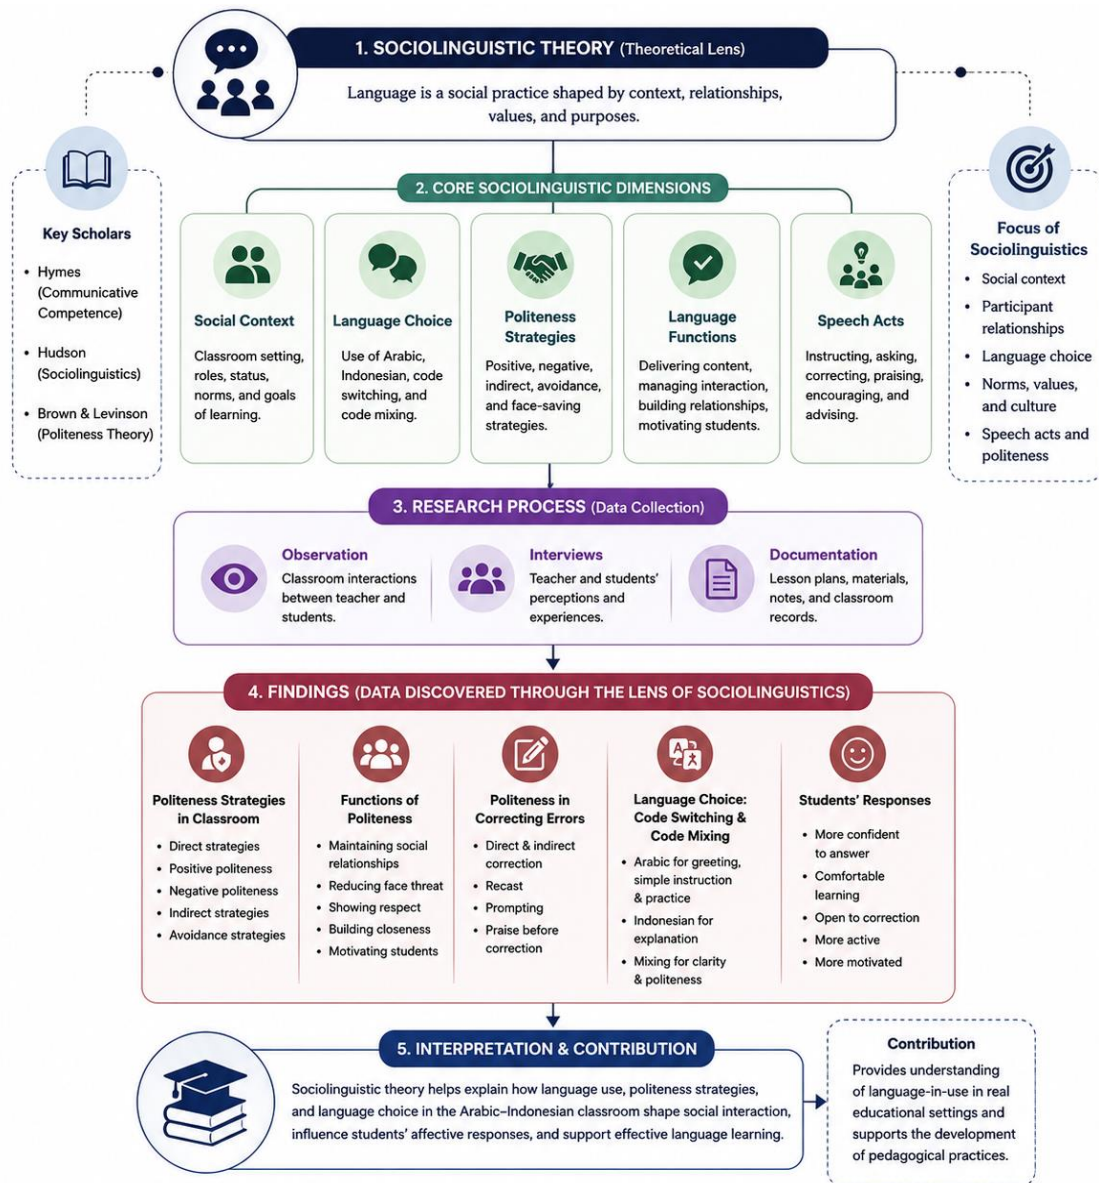 1. SOCIOLINGUISTIC THEORY (Theoretical Lens)
Language is a social practice shaped by context, relationships,
values, and purposes.
Key Scholars
• Hymes
(Communicative
Competence)
• Hudson
(Sociolinguistics)
• Brown & Levinson
(Politeness Theory)
2. CORE SOCIOLINGUISTIC DIMENSIONS
Social Context
Classroom setting,
roles, status,
norms, and goals
of learning.
Language Choice
Use of Arabic,
Indonesian, code
switching, and
code mixing.
Politeness
Strategies
Positive, negative,
indirect, avoidance,
and face-saving
strategies.
Language
Functions
Delivering content,
managing interaction,
building relationships,
motivating students.
Speech Acts
Instructing, asking,
correcting, praising,
encouraging, and
advising.
Focus of
Sociolinguistics
• Social context
• Participant
relationships
• Language choice
• Norms, values,
and culture
• Speech acts and
politeness
3. RESEARCH PROCESS (Data Collection)
Observation
Classroom interactions
between teacher and
students.
Interviews
Teacher and students'
perceptions and
experiences.
Documentation
Lesson plans, materials,
notes, and classroom
records.
4. FINDINGS (DATA DISCOVERED THROUGH THE LENS OF SOCIOLINGUISTICS)
Politeness Strategies
in Classroom
• Direct strategies
• Positive politeness
• Negative politeness
• Indirect strategies
• Avoidance strategies
Functions of
Politeness
• Maintaining social
relationships
• Reducing face threat
• Showing respect
• Building closeness
• Motivating students
Politeness in
Correcting Errors
• Direct & indirect
correction
• Recast
• Prompting
• Praise before
correction
A
Language Choice:
Code Switching &
Code Mixing
• Arabic for greeting,
simple instruction
& practice
• Indonesian for
explanation
• Mixing for clarity
& politeness
Students' Responses
• More confident
to answer
• Comfortable
learning
• Open to correction
• More active
• More motivated
5. INTERPRETATION & CONTRIBUTION
Sociolinguistic theory helps explain how language use, politeness strategies,
and language choice in the Arabic–Indonesian classroom shape social interaction,
influence students' affective responses, and support effective language learning.
Contribution
Provides understanding
of language-in-use in real
educational settings and
supports the development
of pedagogical practices.